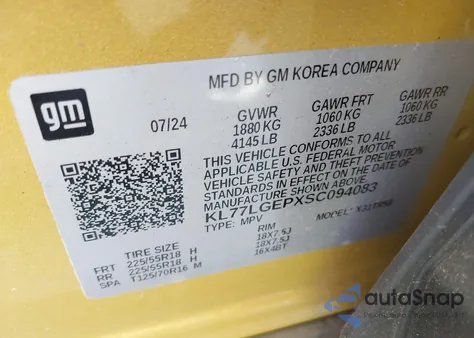 MFD BY GM KOREA COMPANY
gm
07/24
GVWR GAWR FRT GAWR RR
1880 KG 1060 KG 1060 KG
4145 LB 2336 LB 2336 LB
THIS VEHICLE CONFORMS TO ALL
APPLICABLE U.S. FEDERAL MOTOR
VEHICLE SAFETY AND THEFT PREVENTION
STANDARDS IN EFFECT ON THE DATE OF
MANUFACTURE SHOWN ABOVE.
KL77LGEPXSC094083
TYPE: MPV MODEL:
TIRE SIZE RIM
FRT 225/55R18 H 18X7.5J
RR 225/55R18 H 18X7.5J
SPA T125/70R16 M 16X4BT
autoSnap